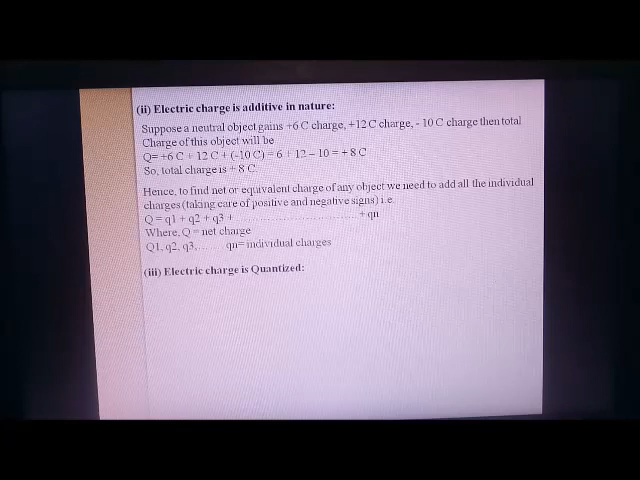 (ii) Electric charge is additive in nature:
Suppose a neutral object gains +6 C charge, +12 C charge, - 10 C charge then total
Charge of this object will be
Q= +6 C + 12 C + (-10 C) = 6 + 12 – 10 = + 8 C
So, total charge is + 8 C.
Hence, to find net or equivalent charge of any object we need to add all the individual
charges (taking care of positive and negative signs) i.e.
Q = q1 + q2 + q3 + ................................ + qn
Where, Q = net charge
Q1, q2, q3,....... qn= individual charges
(iii) Electric charge is Quantized: